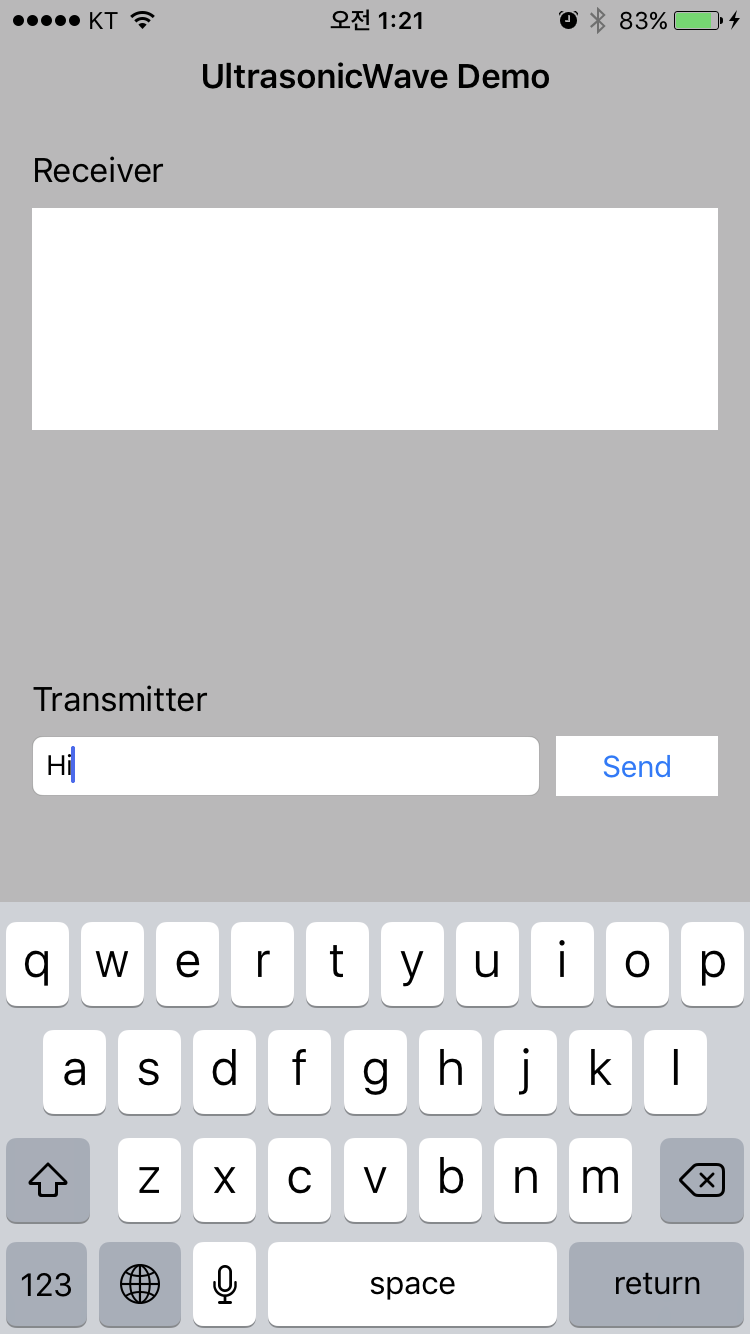 KT 오전 1:21 83%
UltrasonicWave Demo
Receiver
Transmitter
Hi Send
q w e r t y u i o p
a s d f g h j k l
z x c v b n m
123 space return